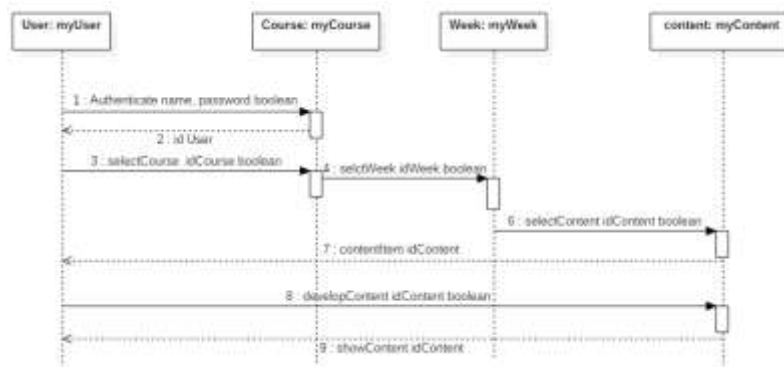 User: myUser
Course: myCourse
Week: myWeek
content: myContent
1 : Authenticate name, password boolean
2 : id User
3 : selectCourse idCourse boolean
4 : selctWeek idWeek boolean
6 : selectContent idContent boolean
7 : contentItem idContent
8 : developContent idContent boolean
9 : showContent idContent